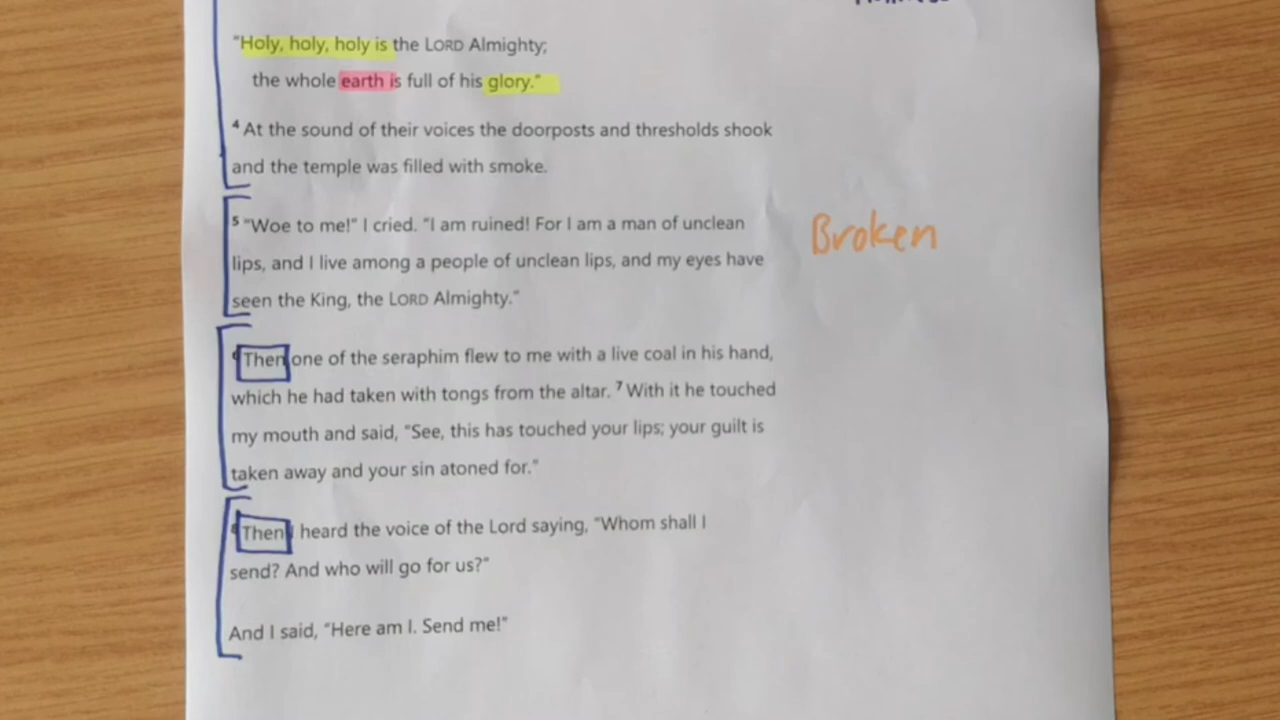 "Holy, holy, holy is the LORD Almighty;
the whole earth is full of his glory."
4 At the sound of their voices the doorposts and thresholds shook
and the temple was filled with smoke.
5 "Woe to me!" I cried. "I am ruined! For I am a man of unclean
Broken
lips, and I live among a people of unclean lips, and my eyes have
seen the King, the LORD Almighty."
Then one of the seraphim flew to me with a live coal in his hand,
which he had taken with tongs from the altar. 7 With it he touched
my mouth and said, "See, this has touched your lips; your guilt is
taken away and your sin atoned for."
Then I heard the voice of the Lord saying, "Whom shall I
send? And who will go for us?"
And I said, "Here am I. Send me!"